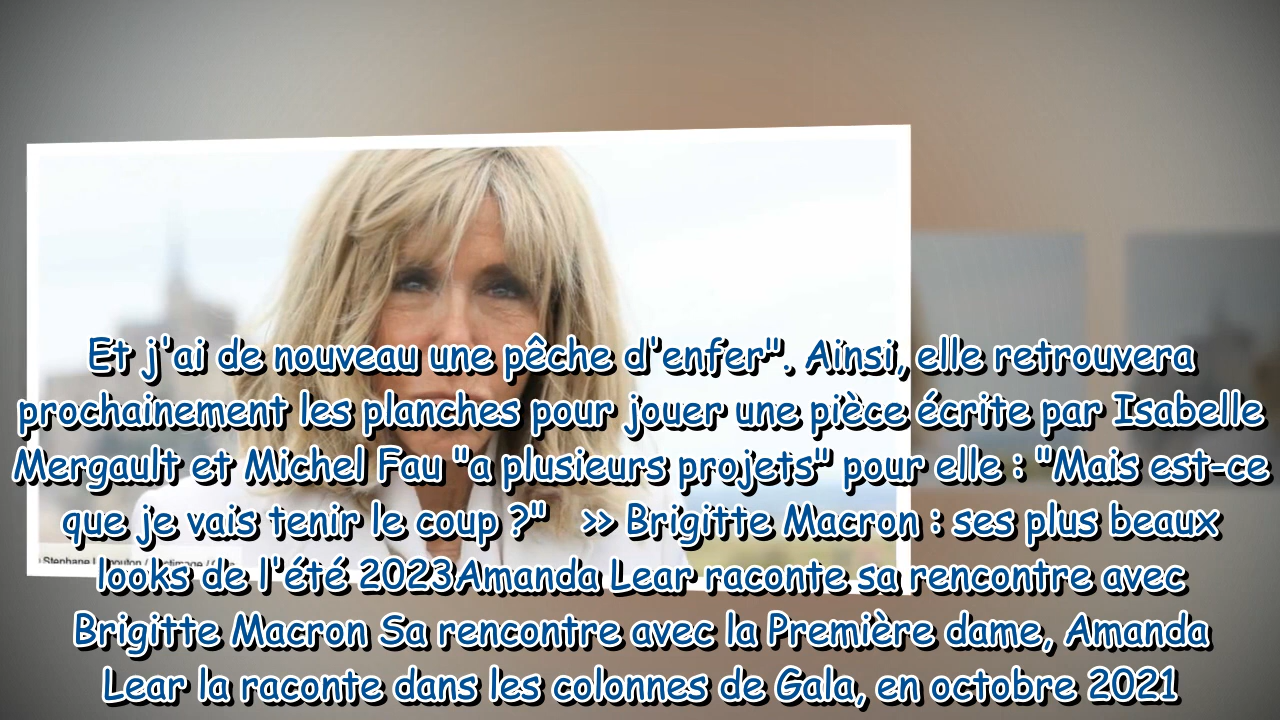 Et j'ai de nouveau une pêche d'enfer". Ainsi, elle retrouvera
prochainement les planches pour jouer une pièce écrite par Isabelle
Mergault et Michel Fau "a plusieurs projets" pour elle : "Mais est-ce
que je vais tenir le coup ?"   >> Brigitte Macron : ses plus beaux
Stephane
looks de l'été 2023Amanda Lear raconte sa rencontre avec
Brigitte Macron Sa rencontre avec la Première dame, Amanda
Lear la raconte dans les colonnes de Gala, en octobre 2021